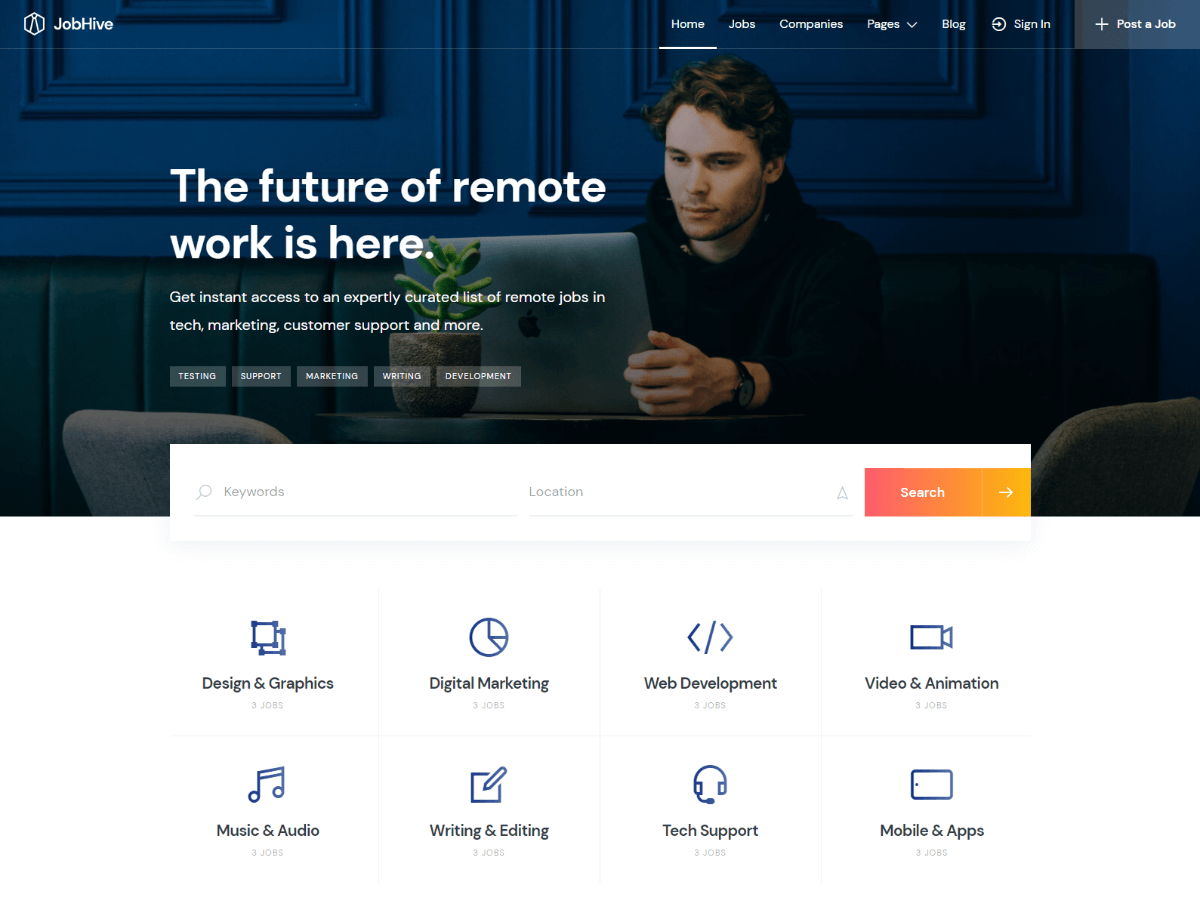 JobHive
Home
Jobs
Companies
Pages
Blog
Sign In
Post a Job
The future of remote
work is here.
Get instant access to an expertly curated list of remote jobs in
tech, marketing, customer support and more.
TESTING
SUPPORT
MARKETING
WRITING
DEVELOPMENT
Keywords
Location
Search
Design & Graphics
3 JOBS
Digital Marketing
3 JOBS
Web Development
3 JOBS
Video & Animation
3 JOBS
Music & Audio
3 JOBS
Writing & Editing
3 JOBS
Tech Support
3 JOBS
Mobile & Apps
3 JOBS